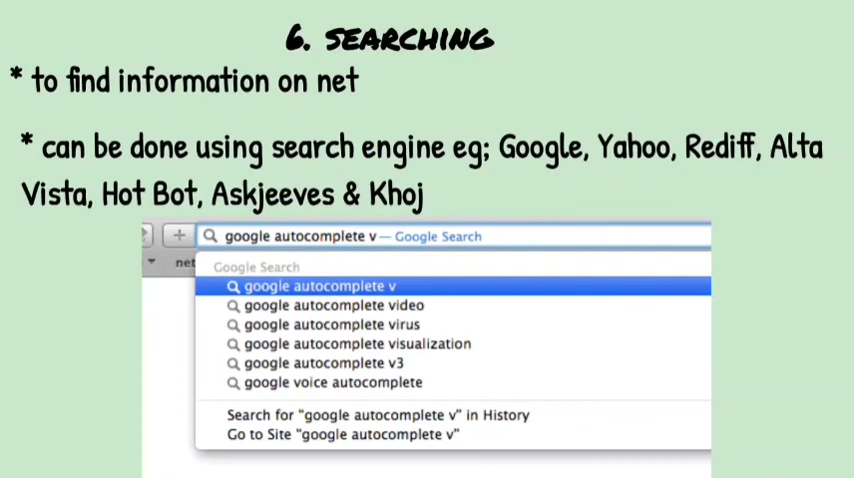 6. SEARCHING
* to find information on net
* can be done using search engine eg; Google, Yahoo, Rediff, Alta
Vista, Hot Bot, Askjeeves & Khoj
google autocomplete v — Google Search
net
Google Search
google autocomplete v
google autocomplete video
google autocomplete virus
google autocomplete visualization
google autocomplete v3
google voice autocomplete
Search for "google autocomplete v" in History
Go to Site "google autocomplete v"